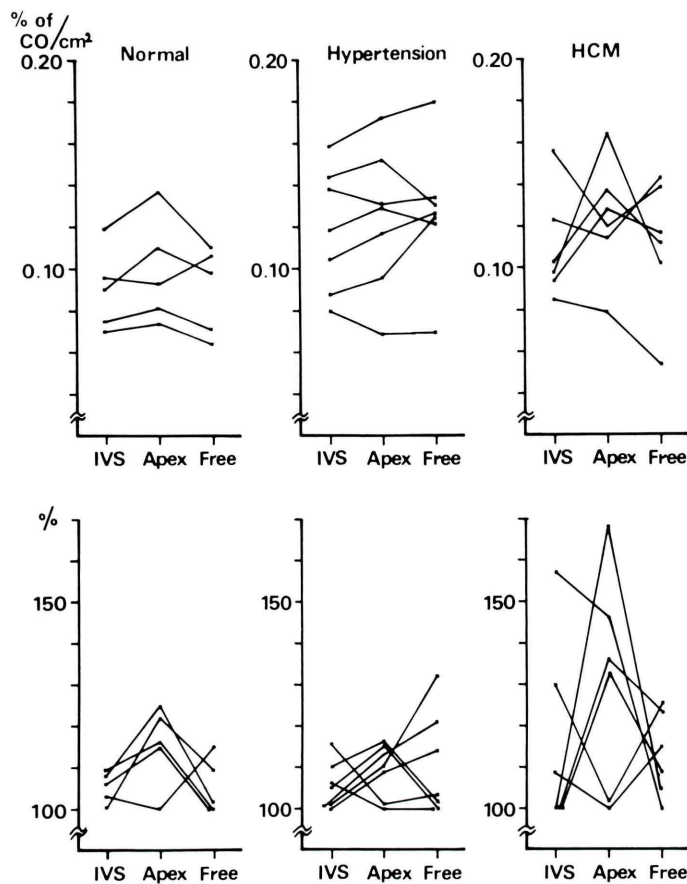 % of
CO/cm²
Normal
Hypertension
HCM
0.20
0.20
0.20
0.10
0.10
0.10
IVS Apex Free
IVS Apex Free
IVS Apex Free
%
150
150
150
100
100
100
IVS Apex Free
IVS Apex Free
IVS Apex Free